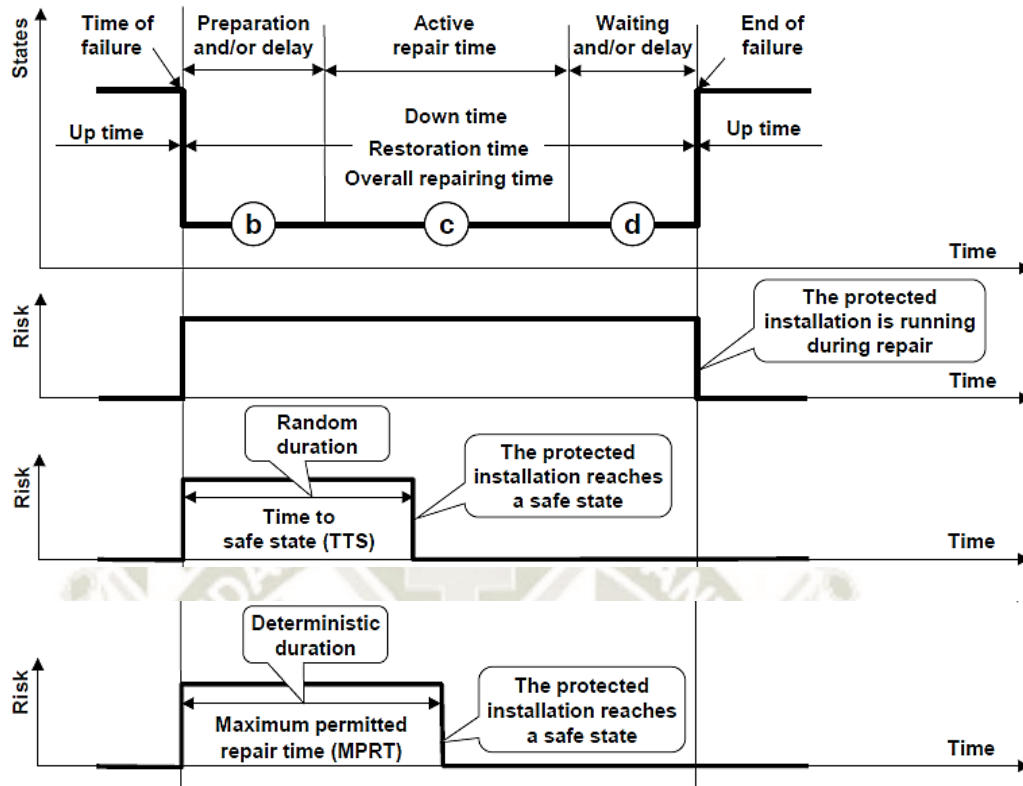 States
Time of
failure
Preparation
and/or delay
Active
repair time
Waiting
and/or delay
End of
failure
Up time
Down time
Restoration time
Overall repairing time
Up time
b
c
d
Time
Risk
The protected
installation is running
during repair
Time
Risk
Random
duration
The protected
installation reaches
a safe state
Time to
safe state (TTS)
Time
Risk
Deterministic
duration
The protected
installation reaches
a safe state
Maximum permitted
repair time (MPRT)
Time